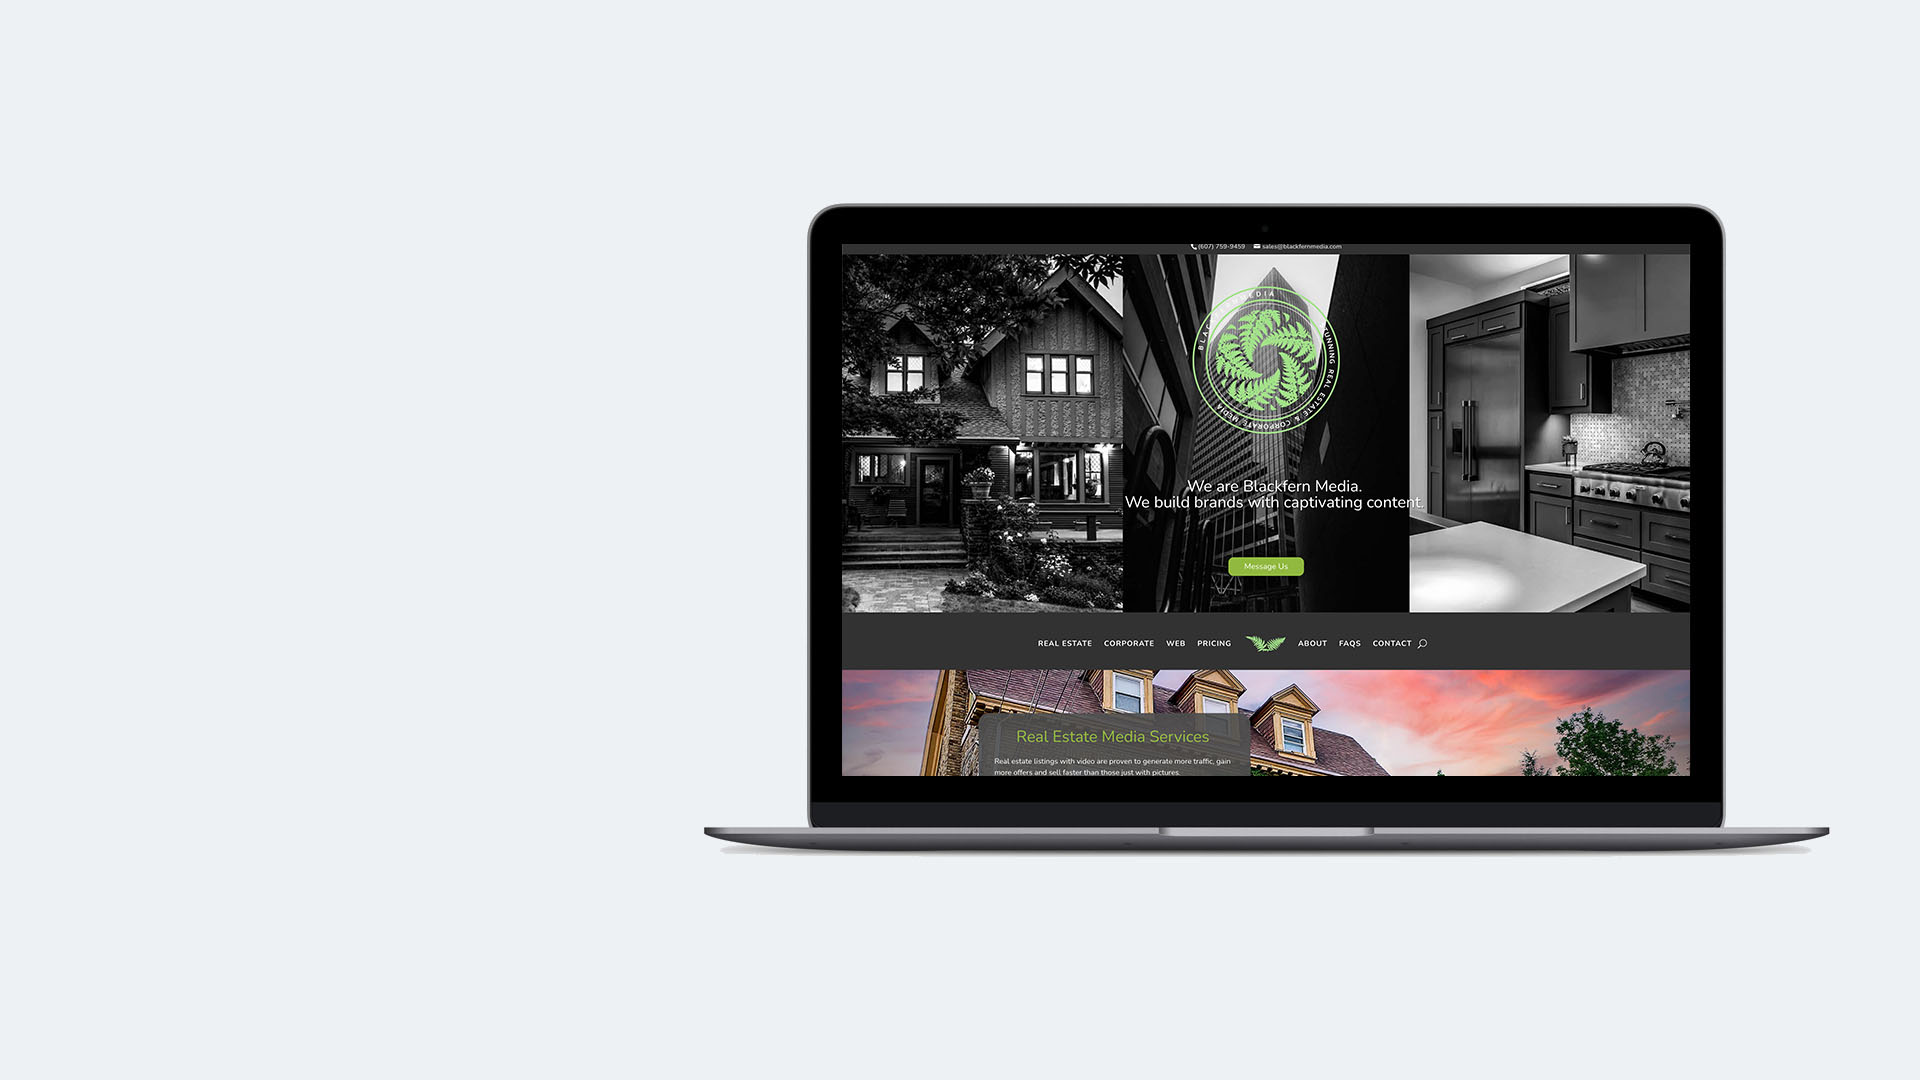 (607) 759-9459 sales@blackfernmedia.com
BLACKFERN MEDIA
STUNNING REAL ESTATE & CORPORATE MEDIA
We are Blackfern Media.
We build brands with captivating content.
Message Us
REAL ESTATE CORPORATE WEB PRICING ABOUT FAQS CONTACT
Real Estate Media Services
Real estate listings with video are proven to generate more traffic, gain
more offers and sell faster than those just with pictures.